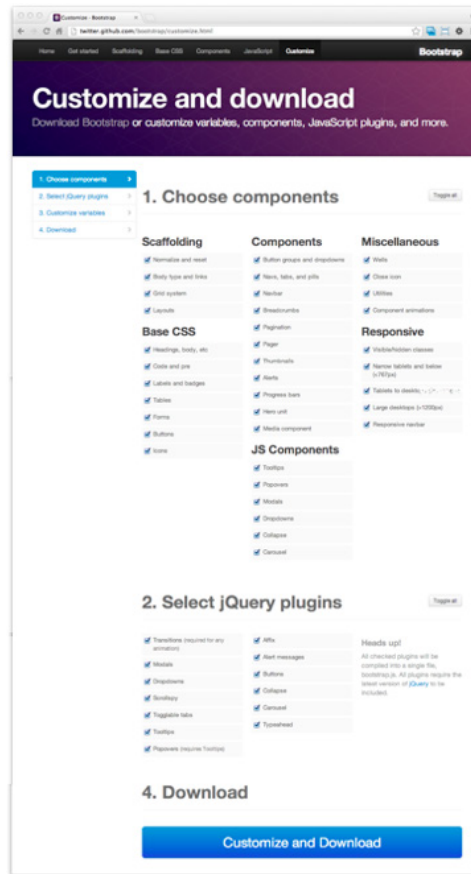 Customize · Bootstrap
twitter.github.com/bootstrap/customize.html
Home Get started Scaffolding Base CSS Components JavaScript Customize Bootstrap
Customize and download
Download Bootstrap or customize variables, components, JavaScript plugins, and more.
1. Choose components
2. Select jQuery plugins
3. Customize variables
4. Download
1. Choose components
Toggle all
Scaffolding
Normalize and reset
Body type and links
Grid system
Layouts
Base CSS
Headings, body, etc
Code and pre
Labels and badges
Tables
Forms
Buttons
Icons
Components
Button groups and dropdowns
Navs, tabs, and pills
Navbar
Breadcrumbs
Pagination
Pager
Thumbnails
Alerts
Progress bars
Hero unit
Media component
JS Components
Tooltips
Popovers
Modals
Dropdowns
Collapse
Carousel
Miscellaneous
Wells
Close icon
Utilities
Component animations
Responsive
Visible/hidden classes
Narrow tablets and below
(<767px)
Tablets to
Large desktops (>1200px)
Responsive navbar
2. Select jQuery plugins
Toggle all
Transitions (required for any
animation)
Modals
Dropdowns
Scrollspy
Togglable tabs
Tooltips
Popovers (requires Tooltips)
Affix
Alert messages
Buttons
Collapse
Carousel
Typeahead
Heads up!
All checked plugins will be
compiled into a single file,
bootstrap.js. All plugins require the
latest version of jQuery to be
included.
4. Download
Customize and Download